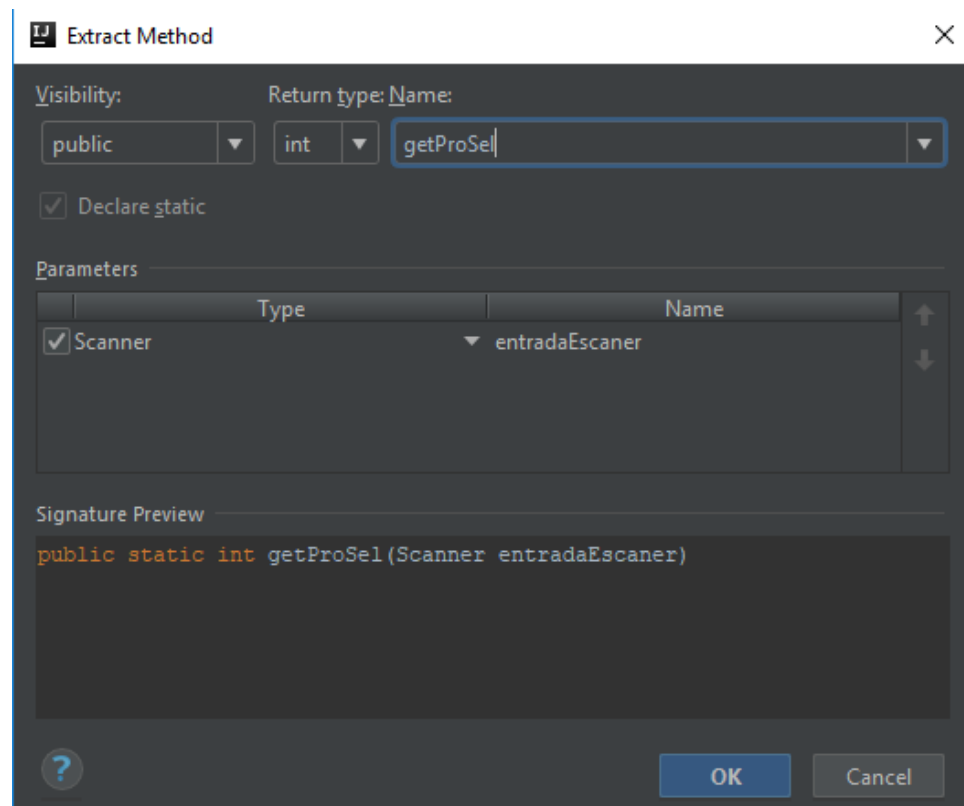 IJ Extract Method
Visibility: Return type: Name:
public int getProSel
Declare static
Parameters
Type Name
Scanner entradaEscaner
Signature Preview
public static int getProSel(Scanner entradaEscaner)
? OK Cancel